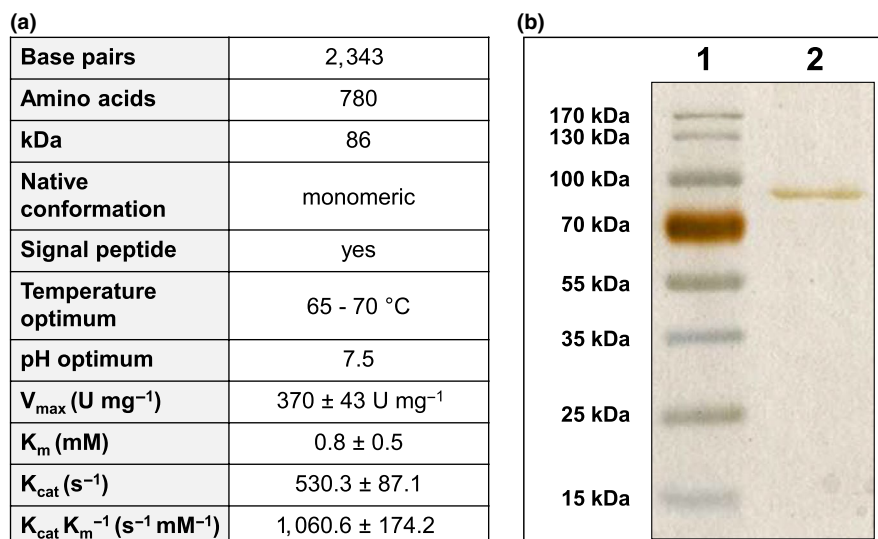 (a)
Base pairs 2,343
Amino acids 780
kDa 86
Native
conformation monomeric
Signal peptide yes
Temperature
optimum 65 - 70 °C
pH optimum 7.5
Vmax (U mg⁻¹) 370 ± 43 U mg⁻¹
Km (mM) 0.8 ± 0.5
Kcat (s⁻¹) 530.3 ± 87.1
Kcat Km⁻¹ (s⁻¹ mM⁻¹) 1,060.6 ± 174.2
(b)
1 2
170 kDa
130 kDa
100 kDa
70 kDa
55 kDa
35 kDa
25 kDa
15 kDa